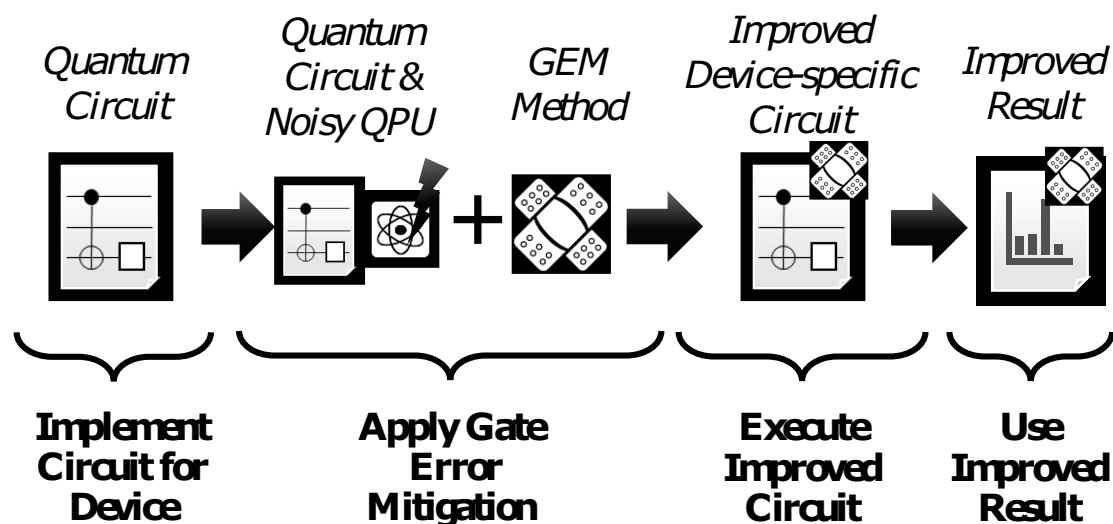 Quantum
Circuit
Quantum
Circuit &
Noisy QPU
GEM
Method
Improved
Device-specific
Circuit
Improved
Result
Implement
Circuit for
Device
Apply Gate
Error
Mitigation
Execute
Improved
Circuit
Use
Improved
Result